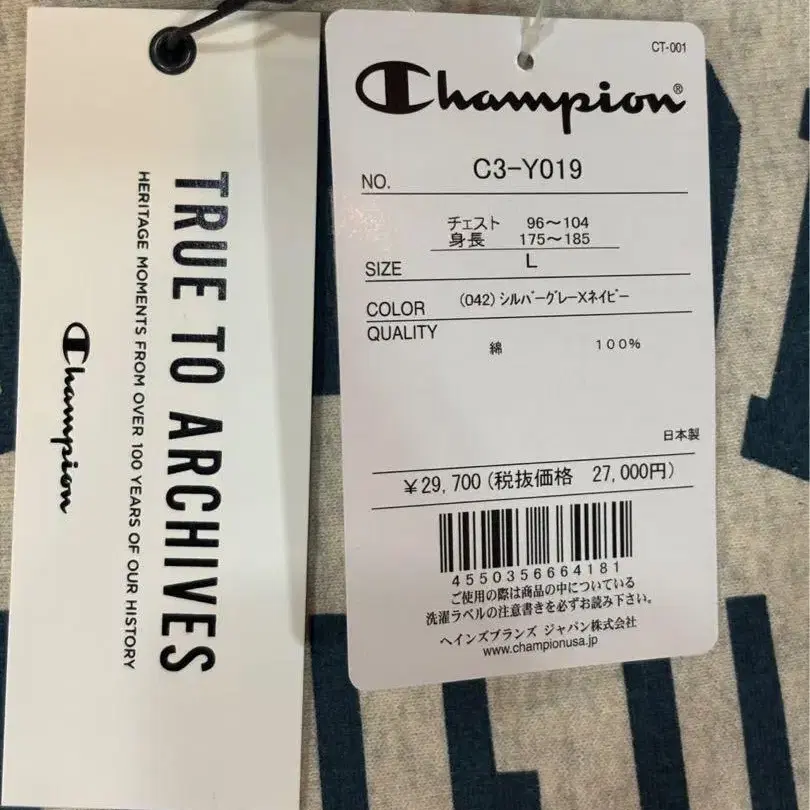 TRUE TO ARCHIVES
HERITAGE MOMENTS FROM OVER 100 YEARS OF OUR HISTORY
Champion
CT-001
Champion®
NO. C3-Y019
チェスト 96〜104
身長 175〜185
SIZE L
COLOR (042) シルバーグレーXネイビー
QUALITY
綿 100%
日本製
¥29,700 (税抜価格 27,000円)
4550356664181
ご使用の際は商品の中についている
洗濯ラベルの注意書きを必ずお読み下さい。
ヘインズブランズ ジャパン株式会社
www.championusa.jp